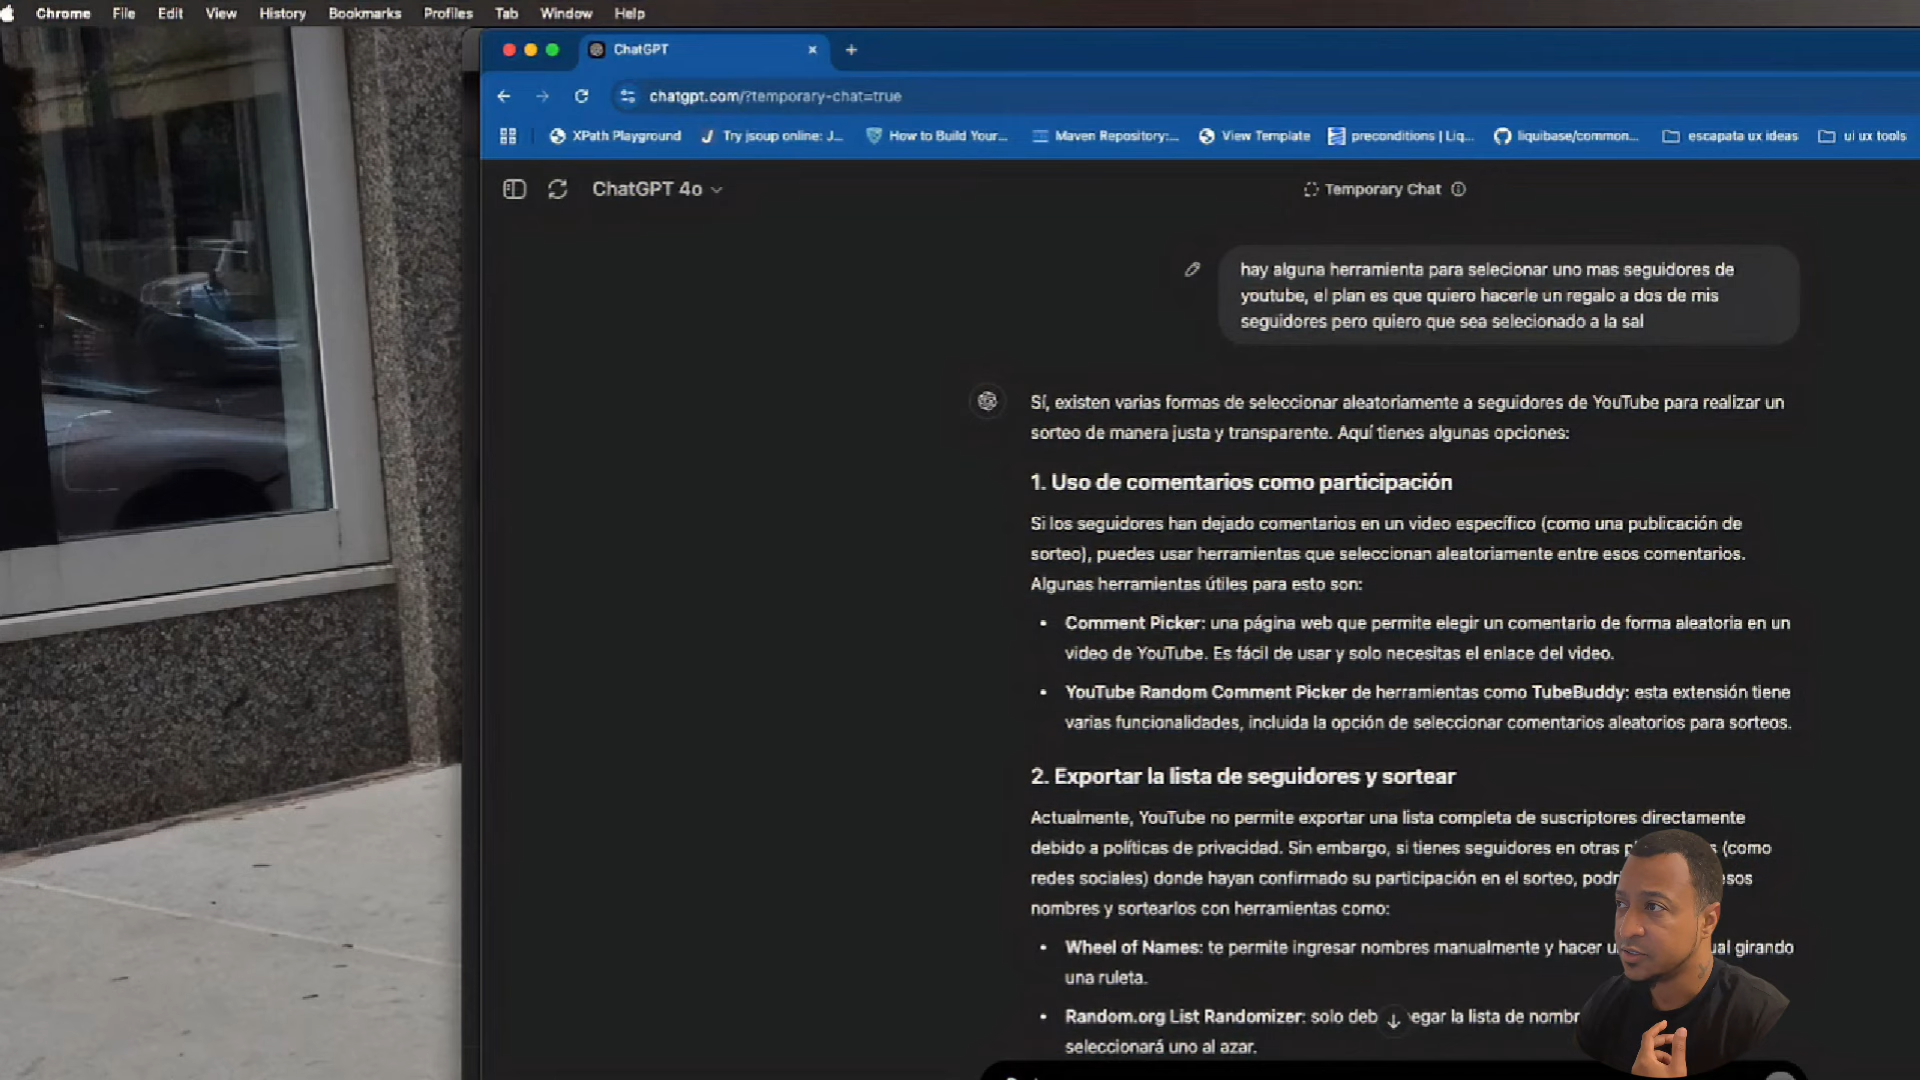 Chrome File Edit View History Bookmarks Profiles Tab Window Help
ChatGPT
chatgpt.com/?temporary-chat=true
XPath Playground Try jsoup online: J... How to Build Your... Maven Repository:... View Template preconditions | Liq... liquibase/common... escapata ux ideas ui ux tools
ChatGPT 4o Temporary Chat
hay alguna herramienta para selecionar uno mas seguidores de
youtube, el plan es que quiero hacerle un regalo a dos de mis
seguidores pero quiero que sea selecionado a la sal
Sí, existen varias formas de seleccionar aleatoriamente a seguidores de YouTube para realizar un
sorteo de manera justa y transparente. Aquí tienes algunas opciones:
1. Uso de comentarios como participación
Si los seguidores han dejado comentarios en un video específico (como una publicación de
sorteo), puedes usar herramientas que seleccionan aleatoriamente entre esos comentarios.
Algunas herramientas útiles para esto son:
• Comment Picker: una página web que permite elegir un comentario de forma aleatoria en un
video de YouTube. Es fácil de usar y solo necesitas el enlace del video.
• YouTube Random Comment Picker de herramientas como TubeBuddy: esta extensión tiene
varias funcionalidades, incluida la opción de seleccionar comentarios aleatorios para sorteos.
2. Exportar la lista de seguidores y sortear
Actualmente, YouTube no permite exportar una lista completa de suscriptores directamente
debido a políticas de privacidad. Sin embargo, si tienes seguidores en otras (como
redes sociales) donde hayan confirmado su participación en el sorteo, esos
nombres y sortearlos con herramientas como:
• Wheel of Names: te permite ingresar nombres manualmente y hacer girando
una ruleta.
• Random.org List Randomizer: solo la lista de
seleccionará uno al azar.